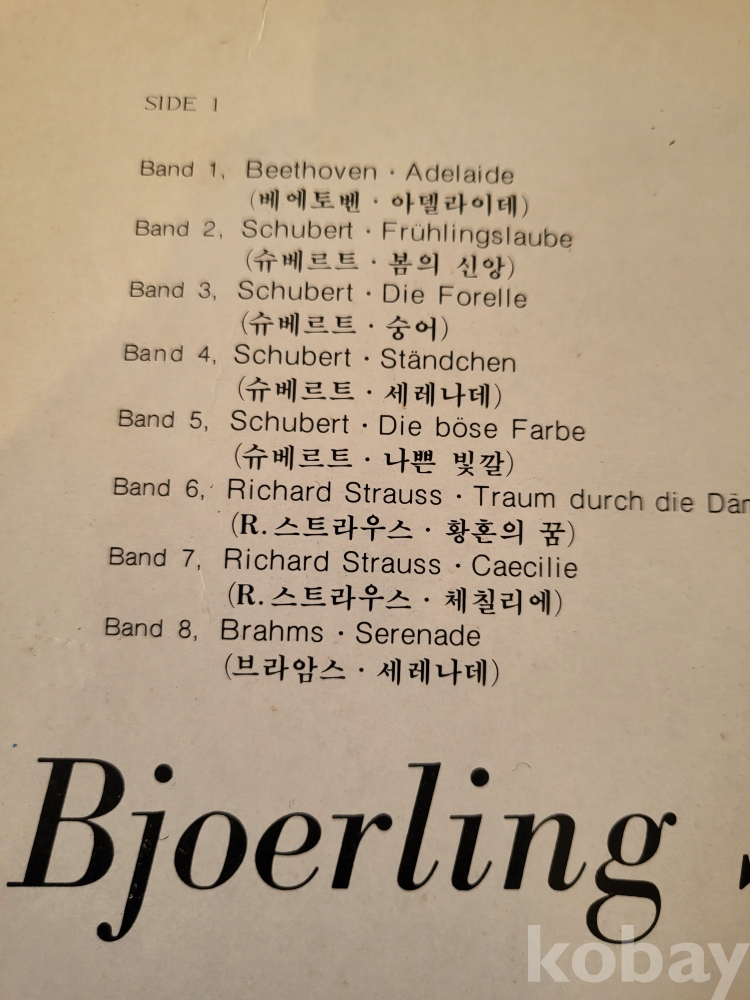 SIDE 1
Band 1, Beethoven · Adelaide
(베에토벤 · 아델라이데)
Band 2, Schubert · Frühlingslaube
(슈베르트 · 봄의 신앙)
Band 3, Schubert · Die Forelle
(슈베르트 · 숭어)
Band 4, Schubert · Ständchen
(슈베르트 · 세레나데)
Band 5, Schubert · Die böse Farbe
(슈베르트 · 나쁜 빛깔)
Band 6, Richard Strauss · Traum durch die
(R. 스트라우스 · 황혼의 꿈)
Band 7, Richard Strauss · Caecilie
(R. 스트라우스 · 체칠리에)
Band 8, Brahms · Serenade
(브라암스 · 세레나데)
Bjoerling
kobay